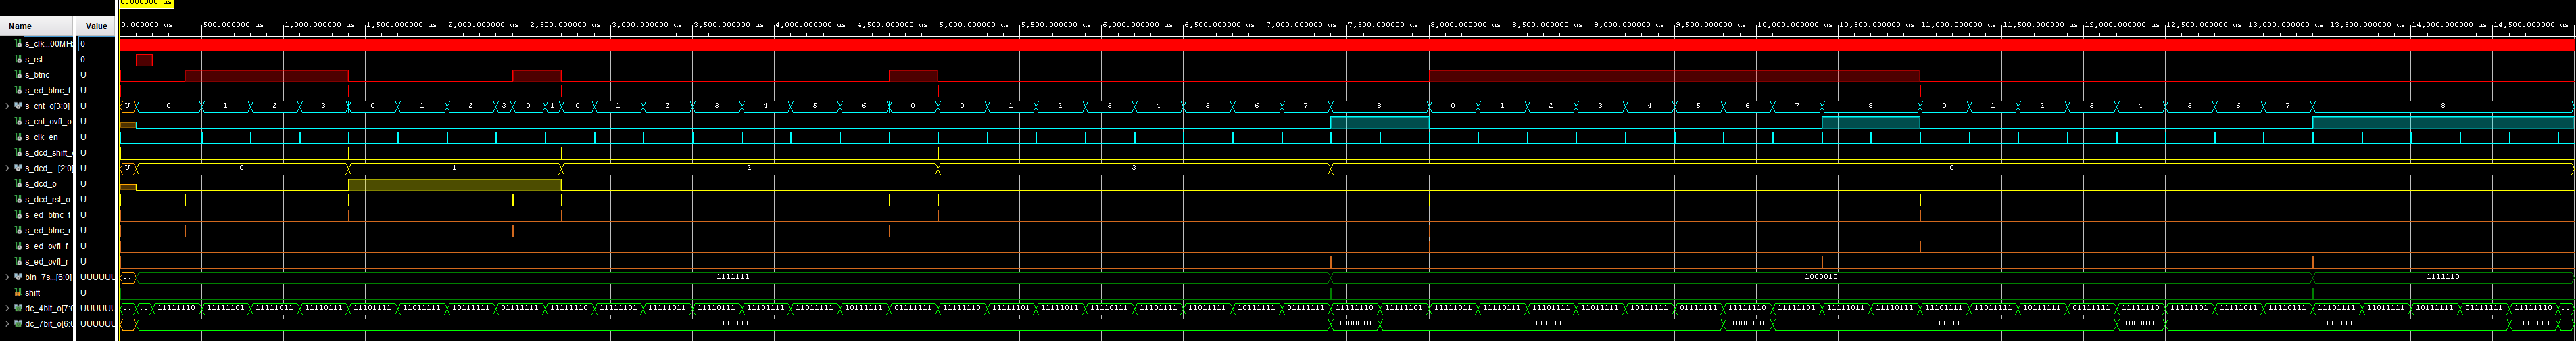 0.000000 us
Name Value
0.000000 us 500.000000 us 1,000.000000 us 1,500.000000 us 2,000.000000 us 2,500.000000 us 3,000.000000 us 3,500.000000 us 4,000.000000 us 4,500.000000 us 5,000.000000 us 5,500.000000 us 6,000.000000 us 6,500.000000 us 7,000.000000 us 7,500.000000 us 8,000.000000 us 8,500.000000 us 9,000.000000 us 9,500.000000 us 10,000.000000 us 10,500.000000 us 11,000.000000 us 11,500.000000 us 12,000.000000 us 12,500.000000 us 13,000.000000 us 13,500.000000 us 14,000.000000 us 14,500.000000 us
s_clk...00MH 0
s_rst 0
s_btnc U
s_ed_btnc_f U
s_cnt_o[3:0] U U 0 1 2 3 0 1 2 3 0 1 0 1 2 3 4 5 6 0 0 1 2 3 4 5 6 7 8 0 1 2 3 4 5 6 7 8 0 1 2 3 4 5 6 7 8
s_cnt_ovfl_o U
s_clk_en U
s_dcd_shift_ U
s_dcd_...[2:0] U U 0 1 2 3 0
s_dcd_o U
s_dcd_rst_o U
s_ed_btnc_f U
s_ed_btnc_r U
s_ed_ovfl_f U
s_ed_ovfl_r U
bin_7s...[6:0] UUUUUU .. 1111111 1000010 1111110
shift U
dc_4bit_o[7:0 UUUUUU .. .. 11111110 11111101 11111011 11110111 11101111 11011111 10111111 01111111 11111110 11111101 11111011 11110111 11101111 11011111 10111111 01111111 11111110 11111101 11111011 11110111 11101111 11011111 10111111 01111111 11111110 11111101 11111011 11110111 11101111 11011111 10111111 01111111 11111110 11111101 11111011 11110111 11101111 11011111 10111111 01111111 11111110 11111101 11111011 11110111 11101111 11011111 10111111 01111111 11111110 ..
dc_7bit_o[6:0 UUUUUU .. 1111111 1000010 1111111 1000010 1111111 1000010 1111111 1111110 ..